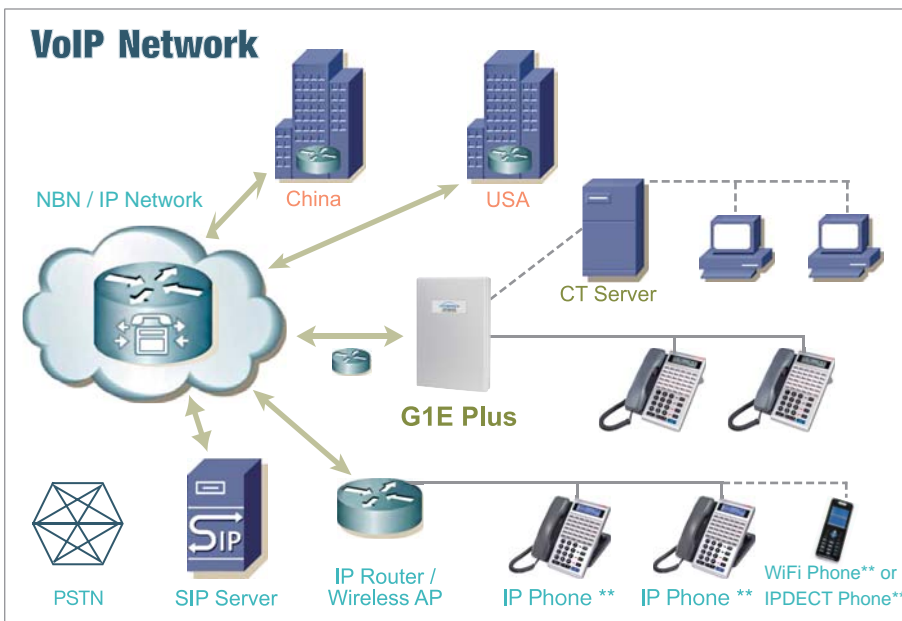 VoIP Network
NBN / IP Network
China
USA
CT Server
G1E Plus
PSTN
SIP
SIP Server
IP Router /
Wireless AP
IP Phone **
IP Phone **
WiFi Phone** or
IPDECT Phone**